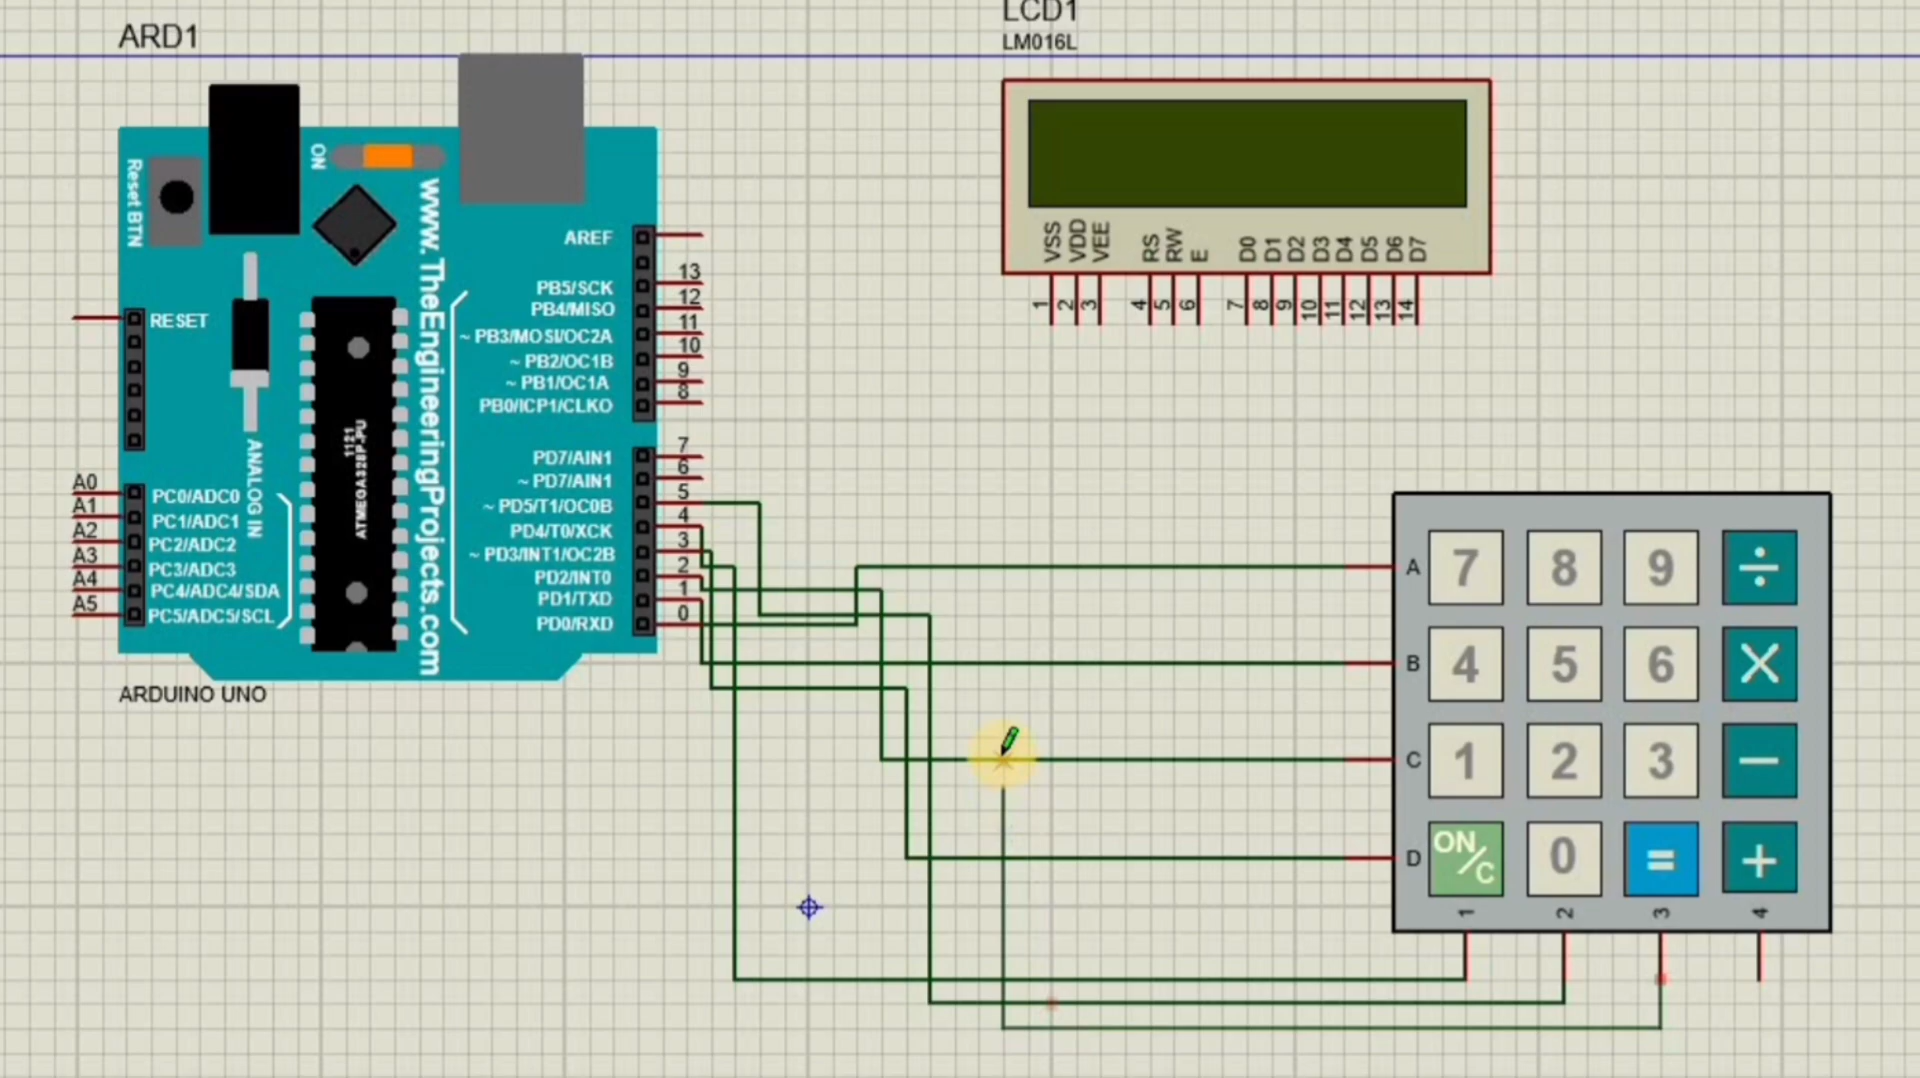 ARD1
LCD1
LM016L
Reset BTN
ON
www.TheEngineeringProjects.com
AREF
PB5/SCK
PB4/MISO
~ PB3/MOSI/OC2A
~ PB2/OC1B
~ PB1/OC1A
PB0/ICP1/CLKO
13
12
11
10
9
8
RESET
ANALOG IN
1121
ATMEGA328P-PU
PD7/AIN1
~ PD7/AIN1
~ PD5/T1/OC0B
PD4/T0/XCK
~ PD3/INT1/OC2B
PD2/INT0
PD1/TXD
PD0/RXD
7
6
5
4
3
2
1
0
A0
A1
A2
A3
A4
A5
PC0/ADC0
PC1/ADC1
PC2/ADC2
PC3/ADC3
PC4/ADC4/SDA
PC5/ADC5/SCL
ARDUINO UNO
VSS VDD VEE RS RW E D0 D1 D2 D3 D4 D5 D6 D7
1 2 3 4 5 6 7 8 9 10 11 12 13 14
A 7 8 9 ÷
B 4 5 6 ×
C 1 2 3 −
D ON/C 0 = +
1 2 3 4